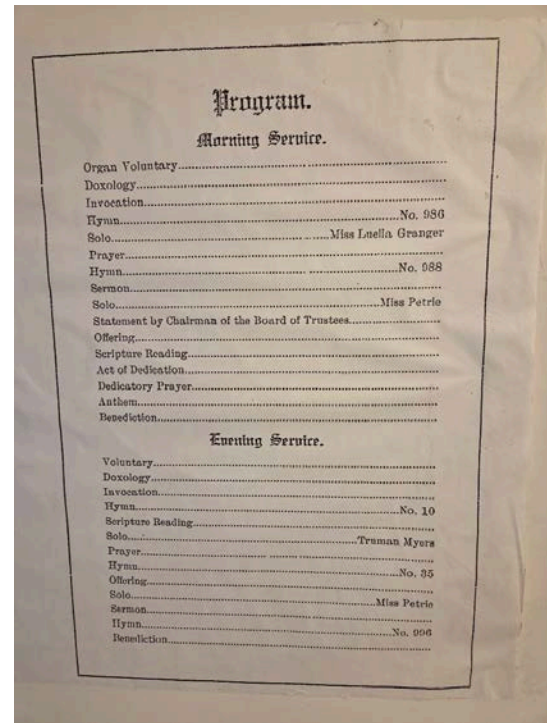 Program.
Morning Service.
Organ Voluntary
Doxology
Invocation
Hymn No. 986
Solo Miss Luella Granger
Prayer
Hymn No. 988
Sermon
Solo Miss Petrie
Statement by Chairman of the Board of Trustees
Offering
Scripture Reading
Act of Dedication
Dedicatory Prayer
Anthem
Benediction
Evening Service.
Voluntary
Doxology
Invocation
Hymn No. 10
Scripture Reading
Solo Truman Myers
Prayer
Hymn No. 35
Offering
Solo Miss Petrie
Sermon
Hymn No. 996
Benediction